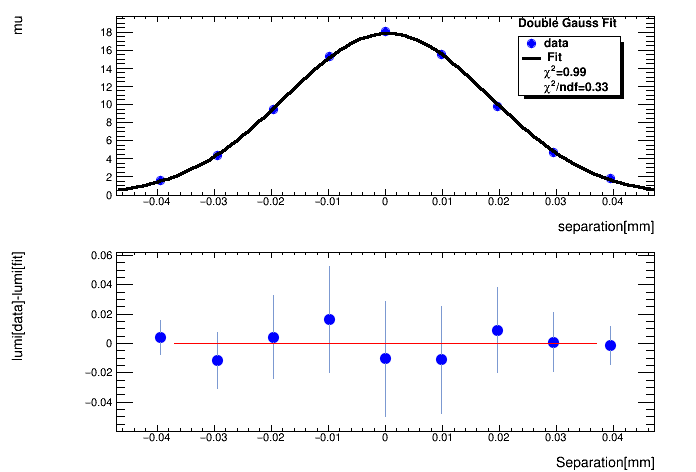 mu
Double Gauss Fit
data
Fit
χ²=0.99
χ²/ndf=0.33
18
16
14
12
10
8
6
4
2
0
−0.04 −0.03 −0.02 −0.01 0 0.01 0.02 0.03 0.04
separation[mm]
lumi[data]-lumi[fit]
0.06
0.04
0.02
0
−0.02
−0.04
−0.04 −0.03 −0.02 −0.01 0 0.01 0.02 0.03 0.04
Separation[mm]